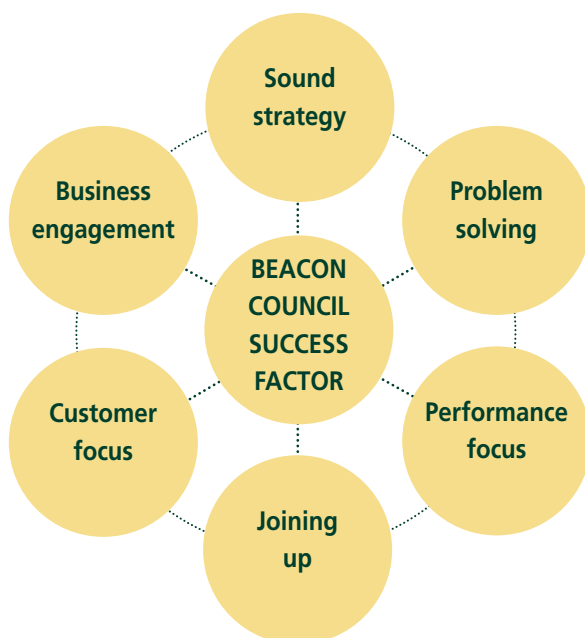 Sound
strategy
Business
engagement
Problem
solving
BEACON
COUNCIL
SUCCESS
FACTOR
Customer
focus
Performance
focus
Joining
up